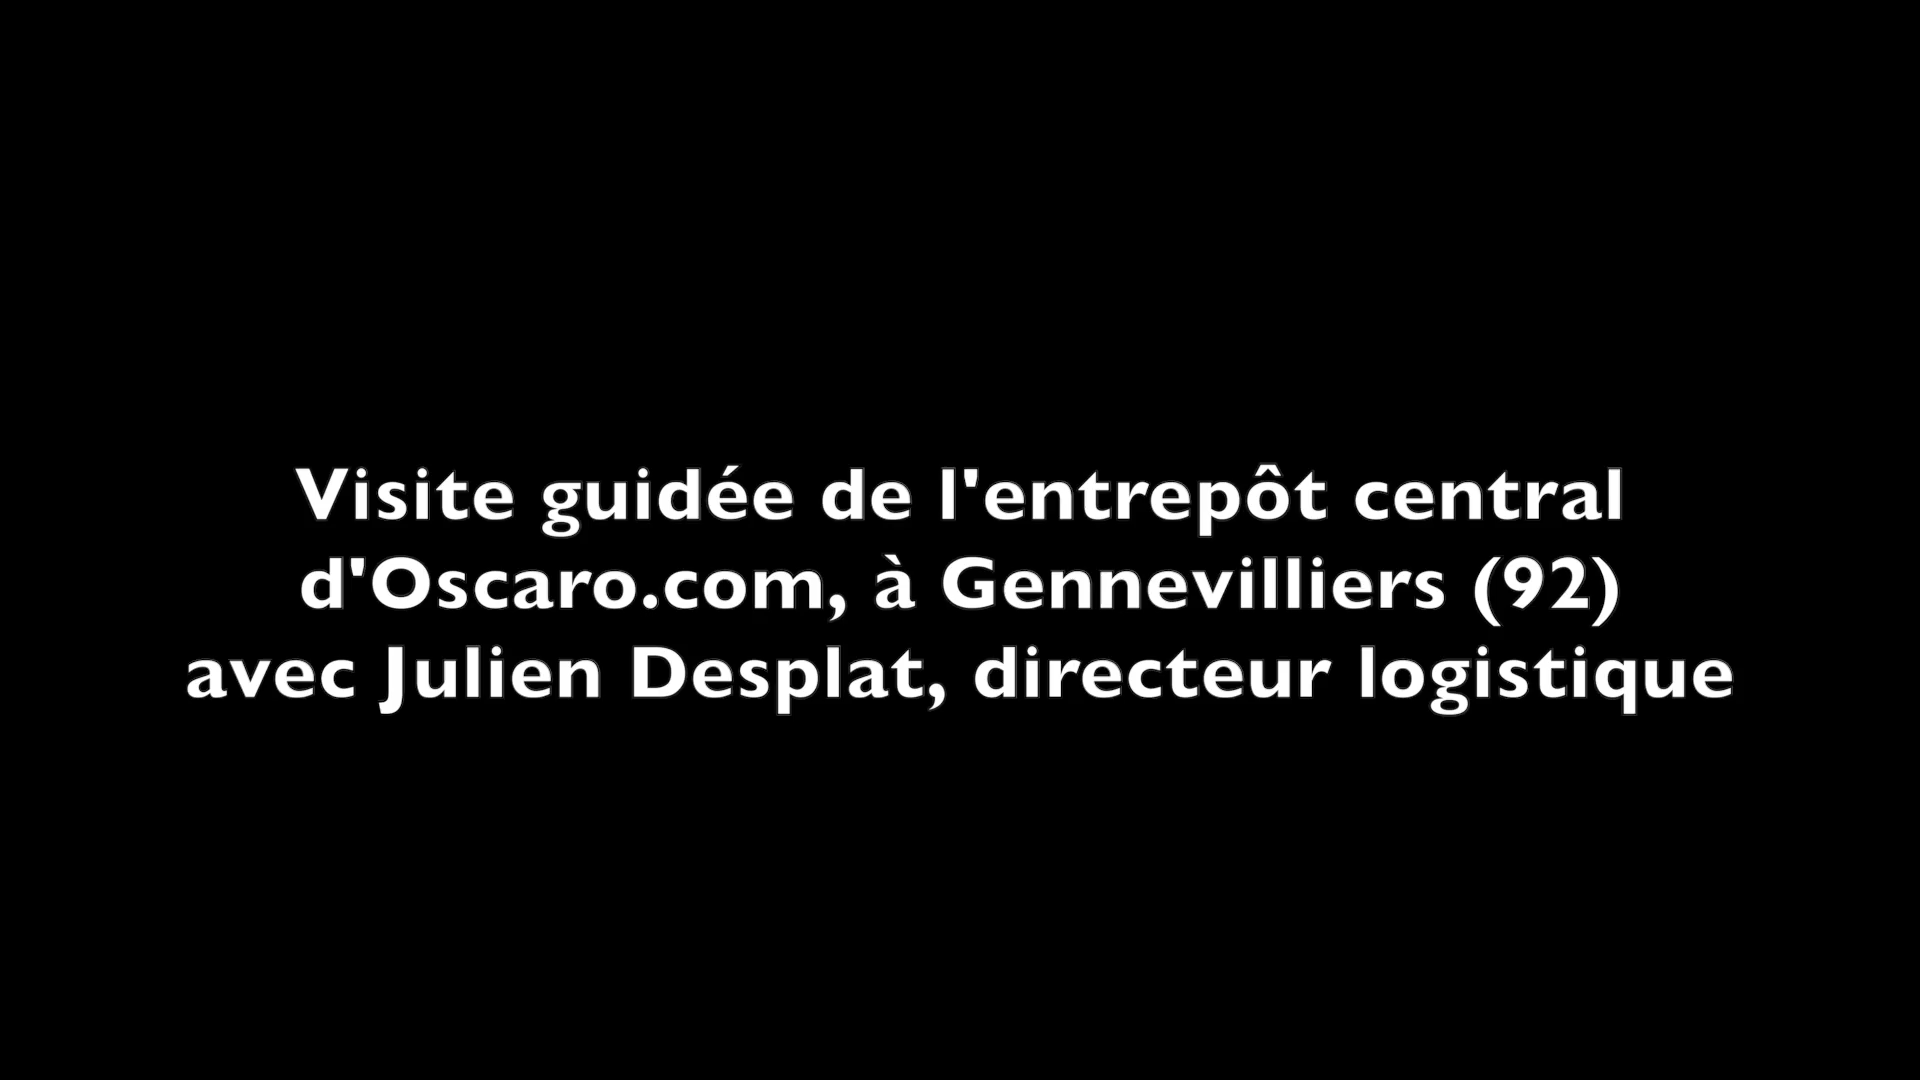 Visite guidée de l'entrepôt central
d'Oscaro.com, à Gennevilliers (92)
avec Julien Desplat, directeur logistique